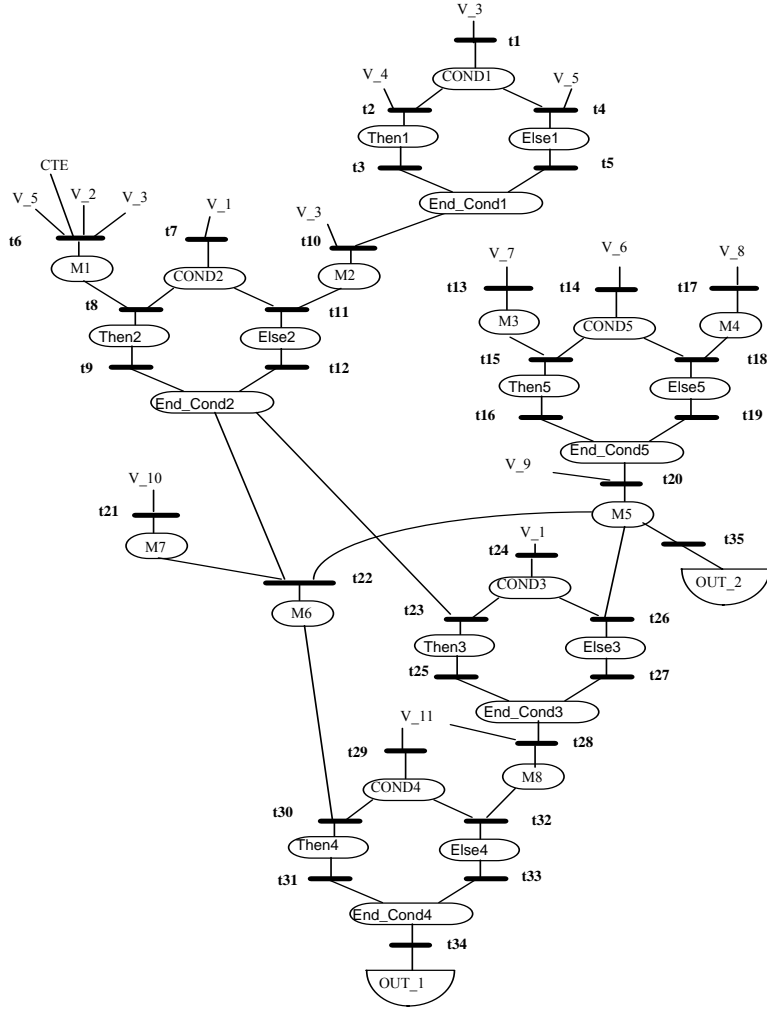 V_3
t1
COND1
V_4
V_5
t2
t4
Then1
Else1
t3
t5
CTE
End_Cond1
V_5
V_2
V_3
V_1
V_3
t6
t7
t10
M1
COND2
M2
V_7
V_6
V_8
t13
t14
t17
t8
t11
M3
COND5
M4
Then2
Else2
t9
t12
t15
t18
Then5
Else5
End_Cond2
t16
t19
End_Cond5
V_9
t20
V_10
t21
M5
M7
V_1
t35
t24
t22
COND3
OUT_2
M6
t23
t26
Then3
Else3
t25
t27
End_Cond3
V_11
t28
t29
COND4
M8
t30
t32
Then4
Else4
t31
t33
End_Cond4
t34
OUT_1